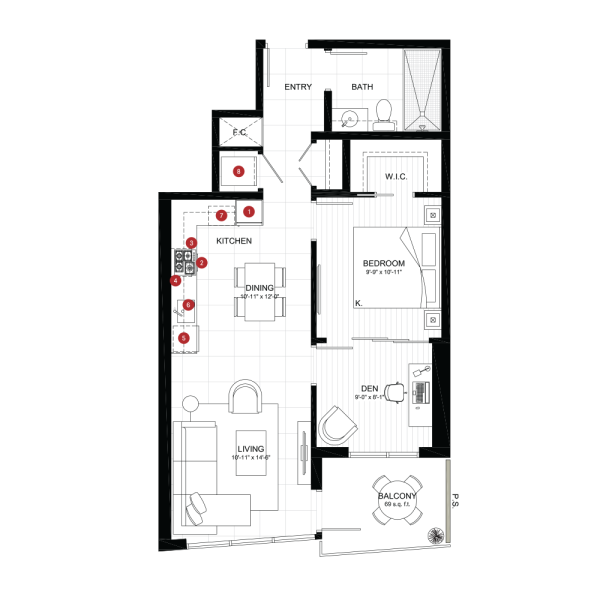 ENTRY
BATH
E.C.
8
W.I.C.
7
1
KITCHEN
3
2
4
BEDROOM
9'-9" x 10'-11"
K.
DINING
10'-11" x 12'-0"
6
5
DEN
9'-0" x 8'-1"
LIVING
10'-11" x 14'-6"
BALCONY
69 s.q. f.t.
P.S.